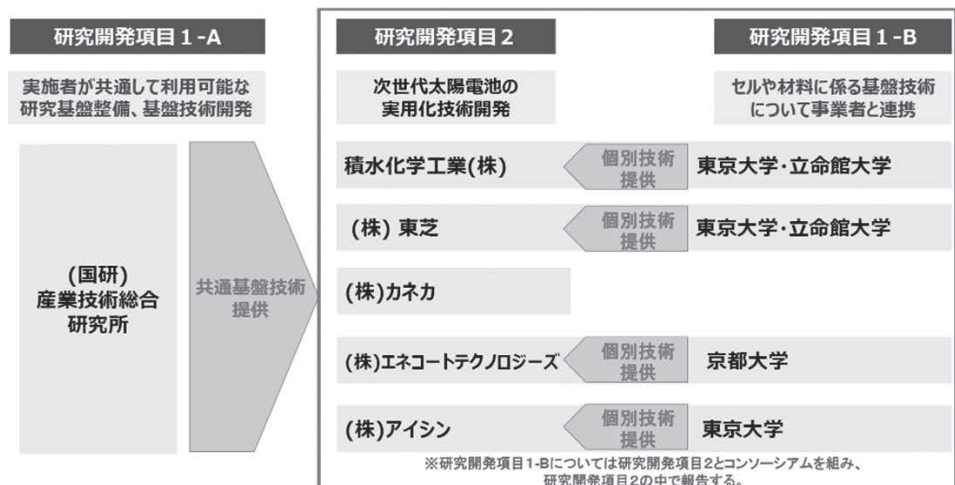 研究開発項目１-A
実施者が共通して利用可能な
研究基盤整備、基盤技術開発
(国研)
産業技術総合
研究所
共通基盤技術
提供
研究開発項目２
研究開発項目１-B
次世代太陽電池の
実用化技術開発
セルや材料に係る基盤技術
について事業者と連携
積水化学工業(株)
個別技術
提供
東京大学・立命館大学
(株) 東芝
個別技術
提供
東京大学・立命館大学
(株)カネカ
(株)エネコートテクノロジーズ
個別技術
提供
京都大学
(株)アイシン
個別技術
提供
東京大学
※研究開発項目1-Bについては研究開発項目2とコンソーシアムを組み、
研究開発項目2の中で報告する。